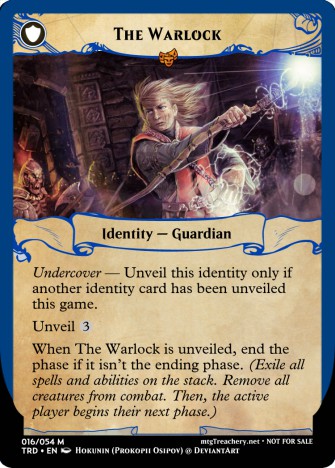 The Warlock
Identity — Guardian
Undercover — Unveil this identity only if
another identity card has been unveiled
this game.
Unveil 3
When The Warlock is unveiled, end the
phase if it isn't the ending phase. (Exile all
spells and abilities on the stack. Remove all
creatures from combat. Then, the active
player begins their next phase.)
016/054 M
mtgTreachery.net • NOT FOR SALE
TRD • EN Hokunin (Prokopii Osipov) @ DeviantArt